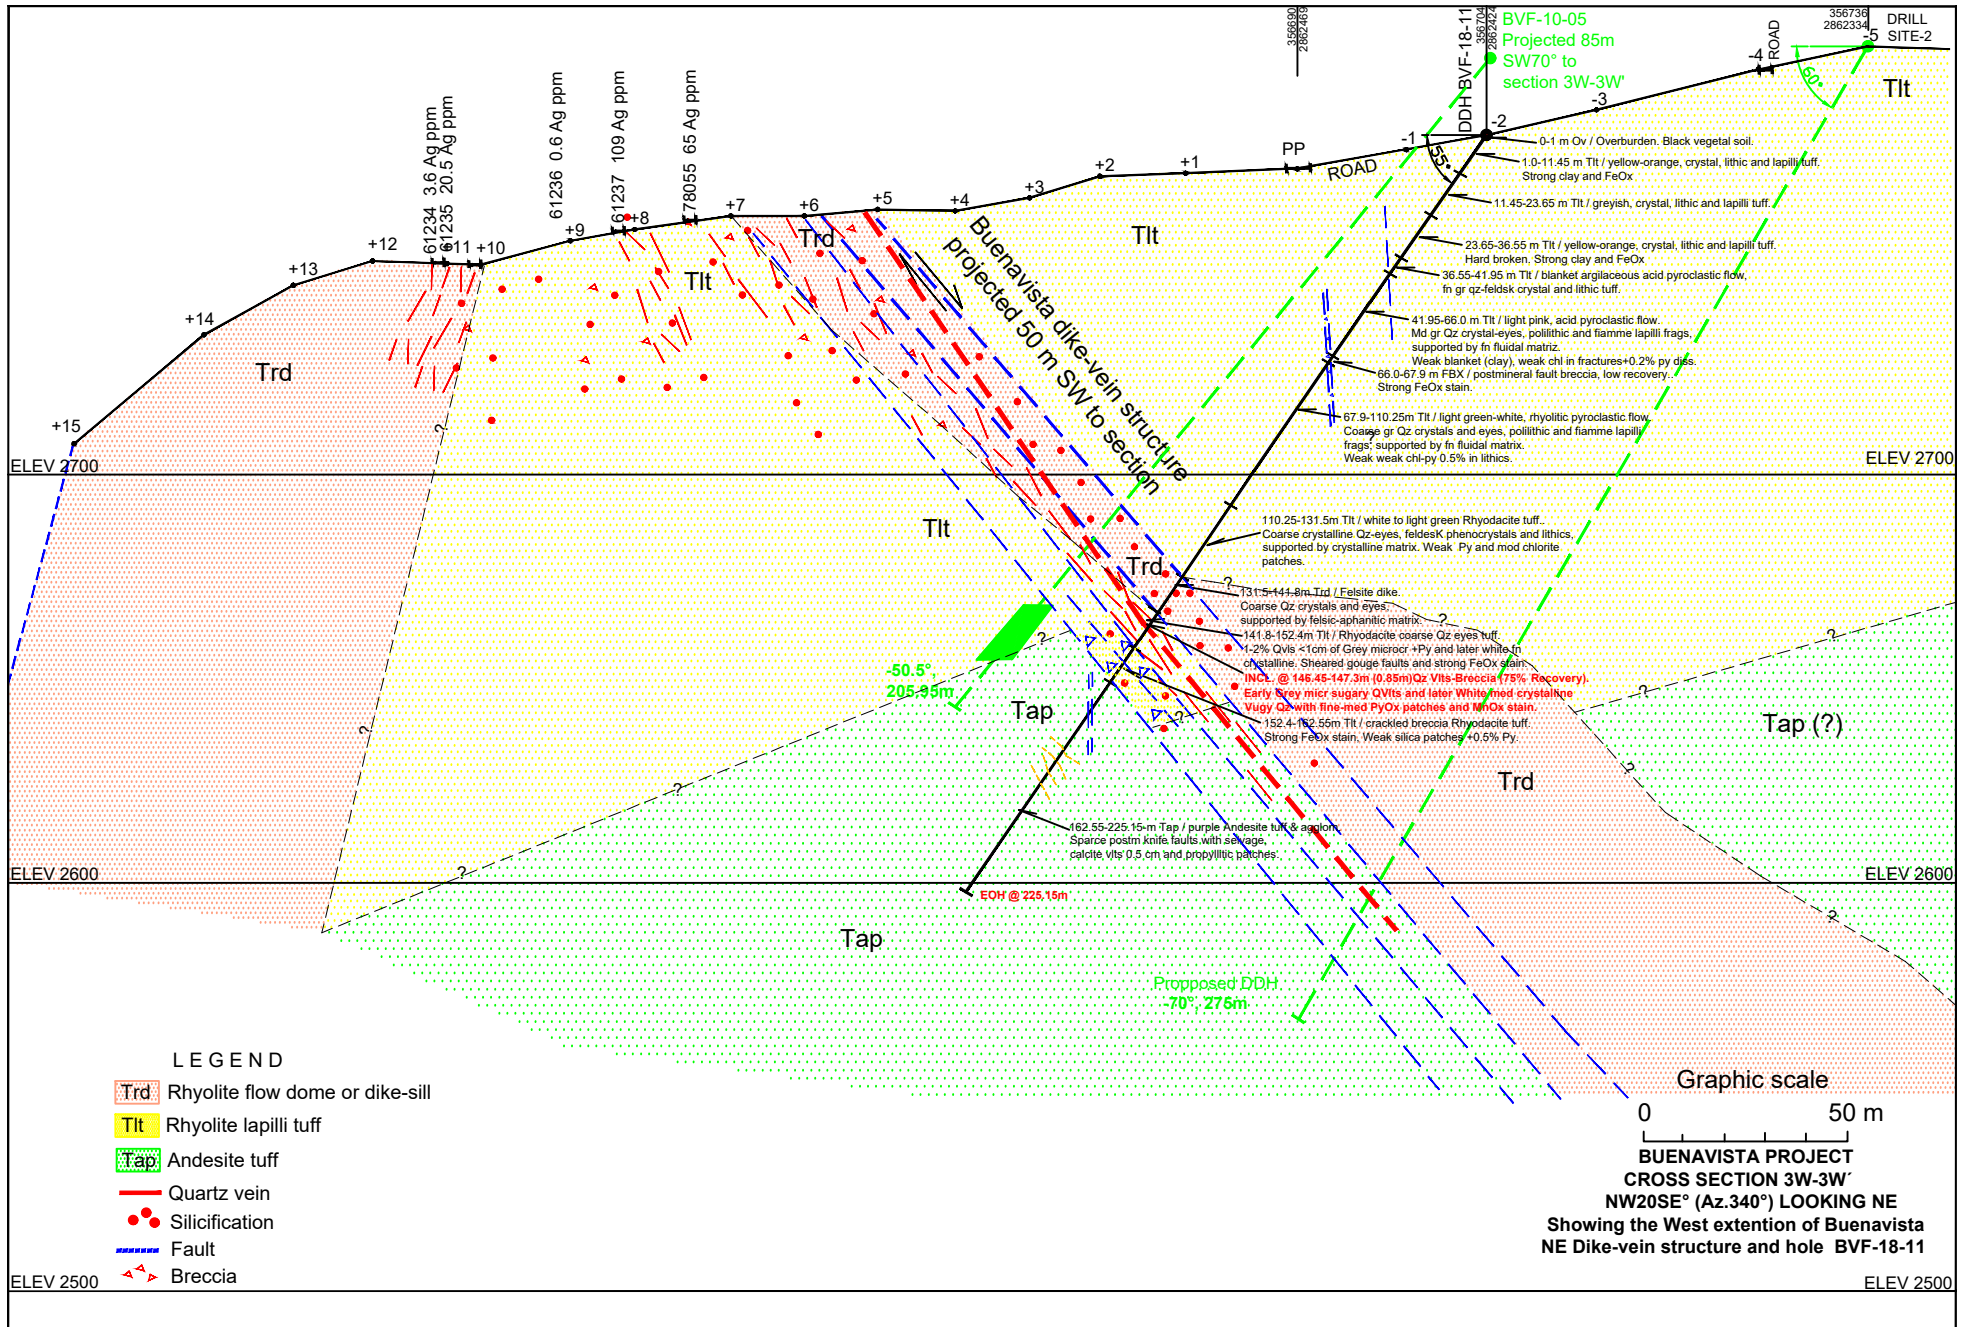 356690
2862469
DDH BVF-18-11
356704
2862424
BVF-10-05
Projected 85m
SW70° to
section 3W-3W'
356736
2862334
DRILL
SITE-2
ROAD
-5
-4
-3
-2
-1
60°
55°
Tlt
PP
ROAD
+1
+2
+3
+4
+5
+6
+7
+8
+9
+10
+11
+12
+13
+14
+15
61234  3.6 Ag ppm
61235  20.5 Ag ppm
61236  0.6 Ag ppm
61237  109 Ag ppm
78055  65 Ag ppm
Trd
Tlt
Trd
Tlt
Buenavista dike-vein structure
projected 50 m SW to section
0-1 m Ov / Overburden. Black vegetal soil.
1.0-11.45 m Tlt / yellow-orange, crystal, lithic and lapilli tuff.
Strong clay and FeOx
11.45-23.65 m Tlt / greyish, crystal, lithic and lapilli tuff.
23.65-36.55 m Tlt / yellow-orange, crystal, lithic and lapilli tuff.
Hard broken. Strong clay and FeOx
36.55-41.95 m Tlt / blanket argilaceous acid pyroclastic flow,
fn gr qz-feldsk crystal and lithic tuff.
41.95-66.0 m Tlt / light pink, acid pyroclastic flow.
Md gr Qz crystal-eyes, polilithic and fiamme lapilli frags,
supported by fn fluidal matriz.
Weak blanket (clay), weak chl in fractures+0.2% py diss.
66.0-67.9 m FBX / postmineral fault breccia, low recovery..
Strong FeOx stain.
67.9-110.25m Tlt / light green-white, rhyolitic pyroclastic flow,
Coarse gr Qz crystals and eyes, polilithic and fiamme lapilli
frags; supported by fn fluidal matrix.
Weak weak chl-py 0.5% in lithics.
?
ELEV 2700
ELEV 2700
110.25-131.5m Tlt / white to light green Rhyodacite tuff..
Coarse crystalline Qz-eyes, feldesK phenocrystals and lithics,
supported by crystalline matrix. Weak  Py and mod chlorite
patches.
Tlt
Trd
131.5-141.8m Trd / Felsite dike.
Coarse Qz crystals and eyes,
supported by felsic-aphanitic matrix.
141.8-152.4m Tlt / Rhyodacite coarse Qz eyes tuff.
1-2% Qvls <1cm of Grey microcr +Py and later white fn
crystalline. Sheared gouge faults and strong FeOx stain.
INCL. @ 146.45-147.3m (0.85m)Qz Vlts-Breccia (75% Recovery).
Early Grey micr sugary QVlts and later White med crystalline
Vugy Qz with fine-med PyOx patches and MnOx stain.
152.4-162.55m Tlt / crackled breccia Rhyodacite tuff.
Strong FeOx stain, Weak silica patches +0.5% Py.
-50.5°,
205.95m
Tap
Tap (?)
Trd
?
?
?
?
?
?
?
?
?
?
?
?
162.55-225.15-m Tap / purple Andesite tuff & agglom.
Sparce postm knife faults with selvage,
calcite vlts 0.5 cm and propyllitic patches.
ELEV 2600
ELEV 2600
EOH @ 225.15m
Tap
Propposed DDH
-70°, 275m
L E G E N D
Trd Rhyolite flow dome or dike-sill
Tlt Rhyolite lapilli tuff
Tap Andesite tuff
Quartz vein
Silicification
Fault
Breccia
Graphic scale
0 50 m
BUENAVISTA PROJECT
CROSS SECTION 3W-3W´
NW20SE° (Az.340°) LOOKING NE
Showing the West extention of Buenavista
NE Dike-vein structure and hole  BVF-18-11
ELEV 2500
ELEV 2500